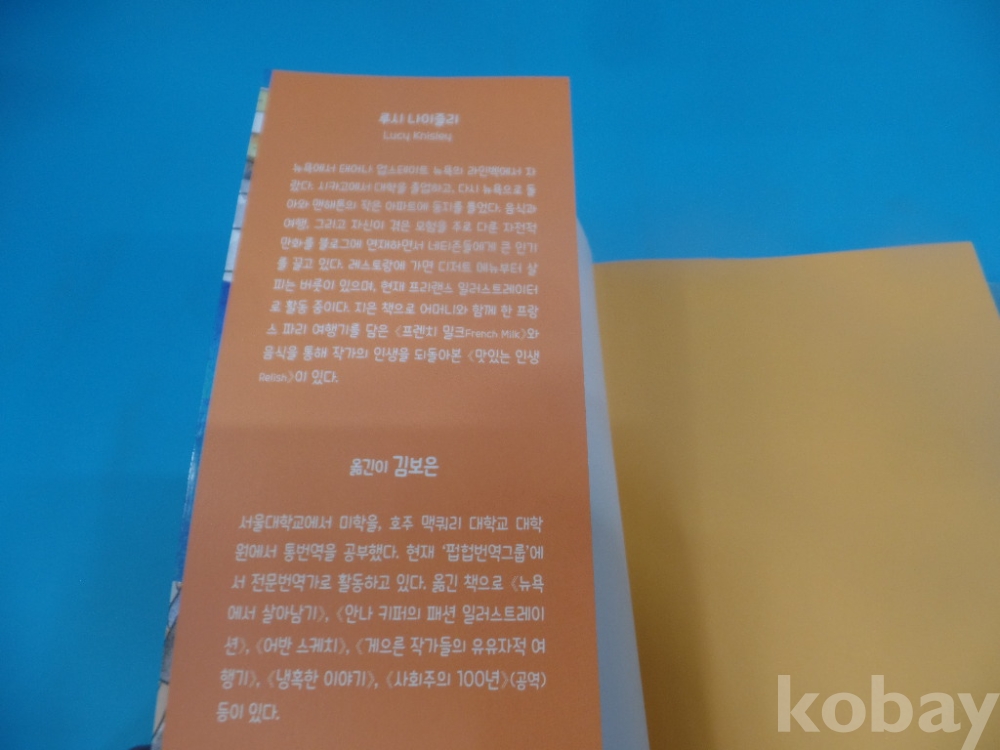 루시 나이즐리
Lucy Knisley
뉴욕에서 태어나 업스테이트 뉴욕의 라인벡에서 자
랐다. 시카고에서 대학을 졸업하고, 다시 뉴욕으로 돌
아와 맨해튼의 작은 아파트에 둥지를 틀었다. 음식과
여행, 그리고 자신이 겪은 모험을 주로 다룬 자전적
만화를 블로그에 연재하면서 네티즌들에게 큰 인기
를 끌고 있다. 레스토랑에 가면 디저트 메뉴부터 살
피는 버릇이 있으며, 현재 프리랜스 일러스트레이터
로 활동 중이다. 지은 책으로 어머니와 함께 한 프랑
스 파리 여행기를 담은 《프렌치 밀크French Milk》와
음식을 통해 작가의 인생을 되돌아본 《맛있는 인생
Relish》이 있다.
옮긴이 김보은
서울대학교에서 미학을, 호주 맥쿼리 대학교 대학
원에서 통번역을 공부했다. 현재 ‘펍헙번역그룹’에
서 전문번역가로 활동하고 있다. 옮긴 책으로 《뉴욕
에서 살아남기》, 《안나 키퍼의 패션 일러스트레이
션》, 《어반 스케치》, 《게으른 작가들의 유유자적 여
행기》, 《냉혹한 이야기》, 《사회주의 100년》(공역)
등이 있다.
kobay